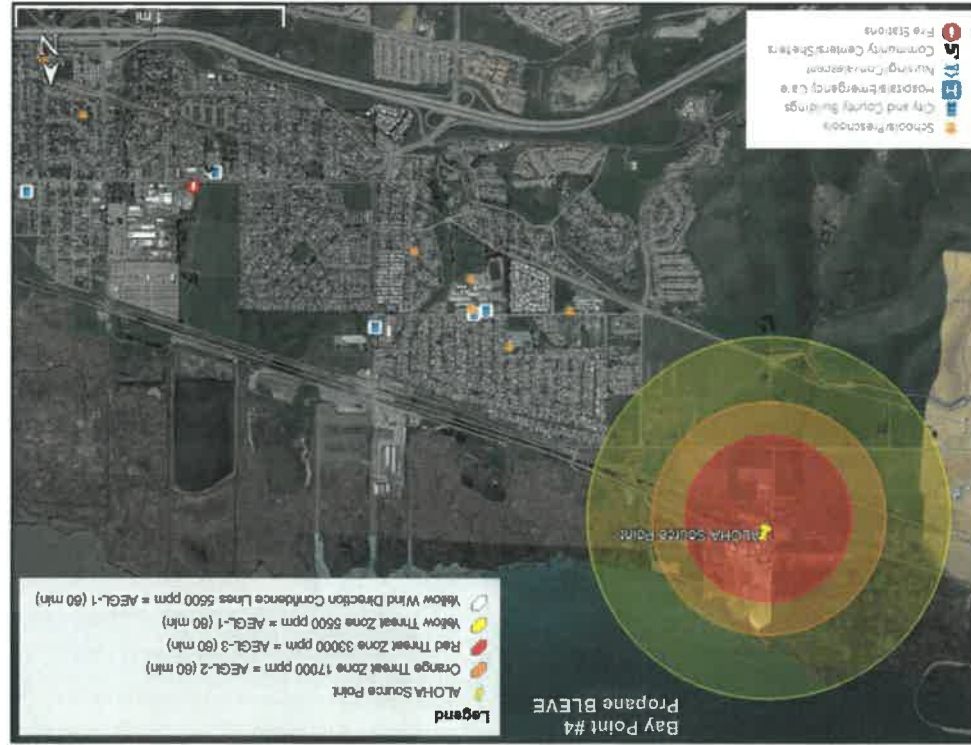 Bay Point #4
Propane BLEVE
Legend
ALOHA Source Point
Orange Threat Zone 17000 ppm = AEGL-2 (60 min)
Red Threat Zone 33000 ppm = AEGL-3 (60 min)
Yellow Threat Zone 5500 ppm = AEGL-1 (60 min)
Yellow Wind Direction Confidence Lines 5500 ppm = AEGL-1 (60 min)
ALOHA Source Point
Schools/Preschools
City and County Buildings
Hospitals/Emergency Care
Nursing/Convalescent
Community Centers/Shelters
Fire Stations
N
1 mi